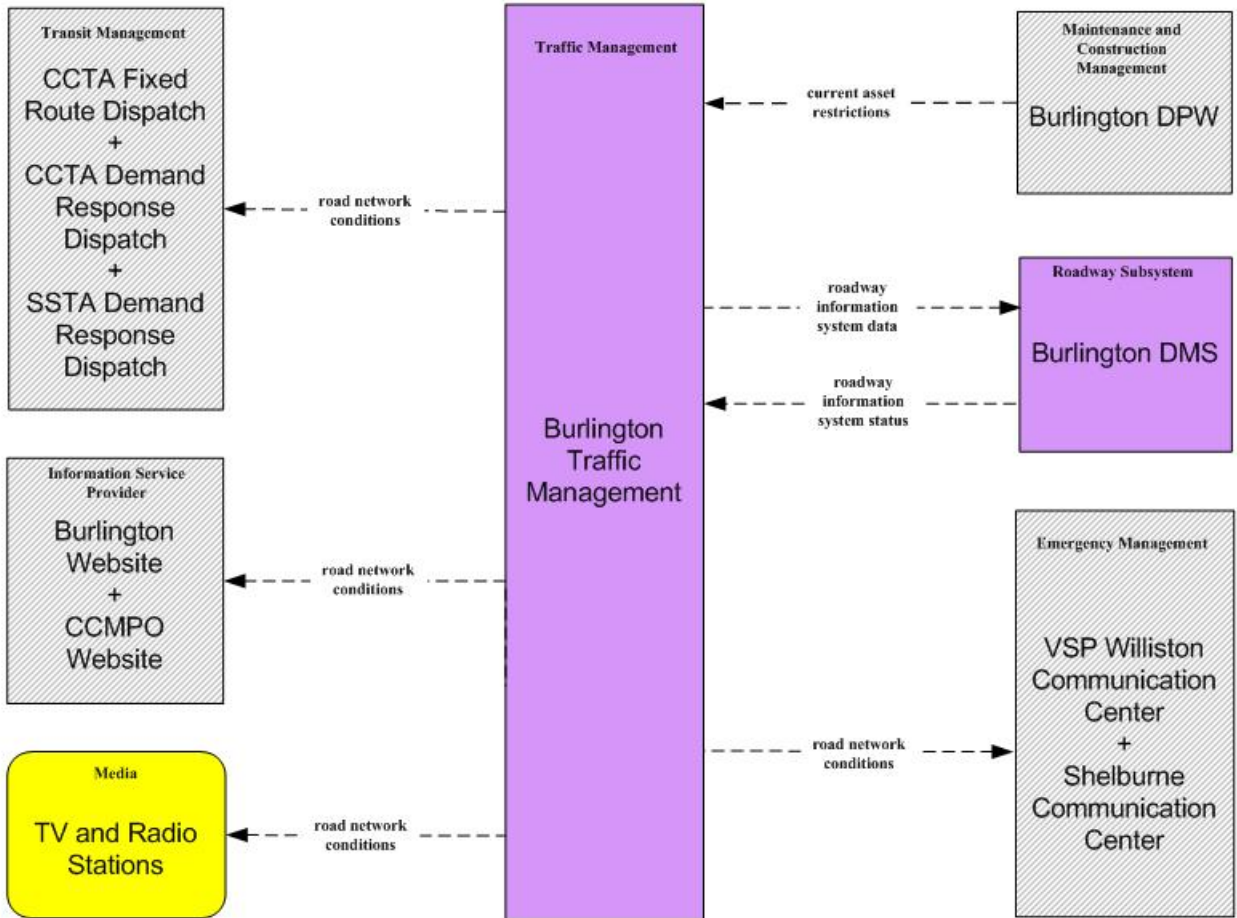 Transit Management
CCTA Fixed
Route Dispatch
+
CCTA Demand
Response
Dispatch
+
SSTA Demand
Response
Dispatch
road network
conditions
Information Service
Provider
Burlington
Website
+
CCMPO
Website
road network
conditions
Media
TV and Radio
Stations
road network
conditions
Traffic Management
Burlington
Traffic
Management
Maintenance and
Construction
Management
Burlington DPW
current asset
restrictions
Roadway Subsystem
Burlington DMS
roadway
information
system data
roadway
information
system status
Emergency Management
VSP Williston
Communication
Center
+
Shelburne
Communication
Center
road network
conditions